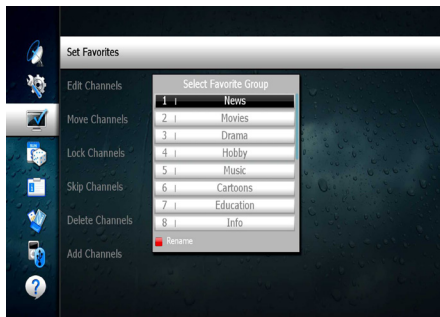 Set Favorites
Edit Channels
Move Channels
Lock Channels
Skip Channels
Delete Channels
Add Channels
Select Favorite Group
1 | News
2 | Movies
3 | Drama
4 | Hobby
5 | Music
6 | Cartoons
7 | Education
8 | Info
Rename